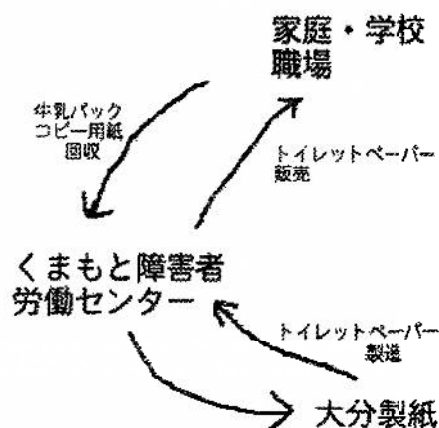 家庭・学校
職場
牛乳パック
コピー用紙
回収
トイレットペーパー
販売
くまもと障害者
労働センター
トイレットペーパー
製造
大分製紙